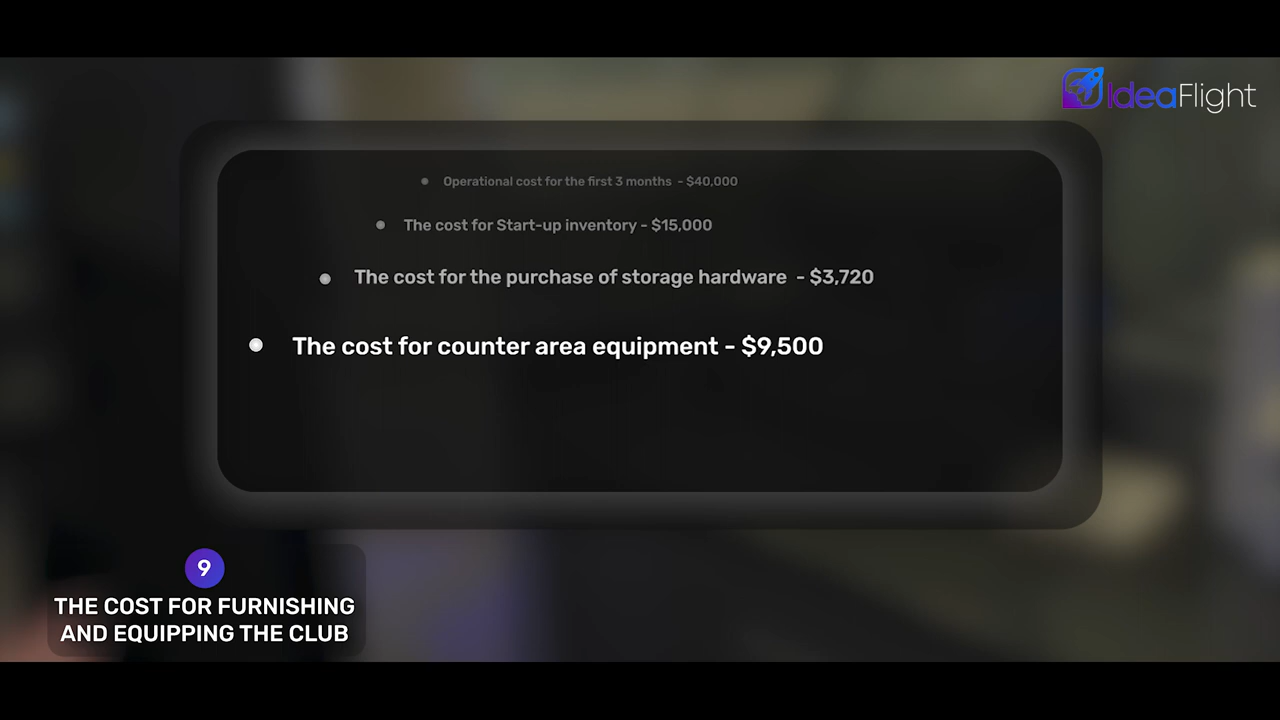 IdeaFlight
Operational cost for the first 3 months - $40,000
The cost for Start-up inventory - $15,000
The cost for the purchase of storage hardware - $3,720
The cost for counter area equipment - $9,500
9
THE COST FOR FURNISHING
AND EQUIPPING THE CLUB